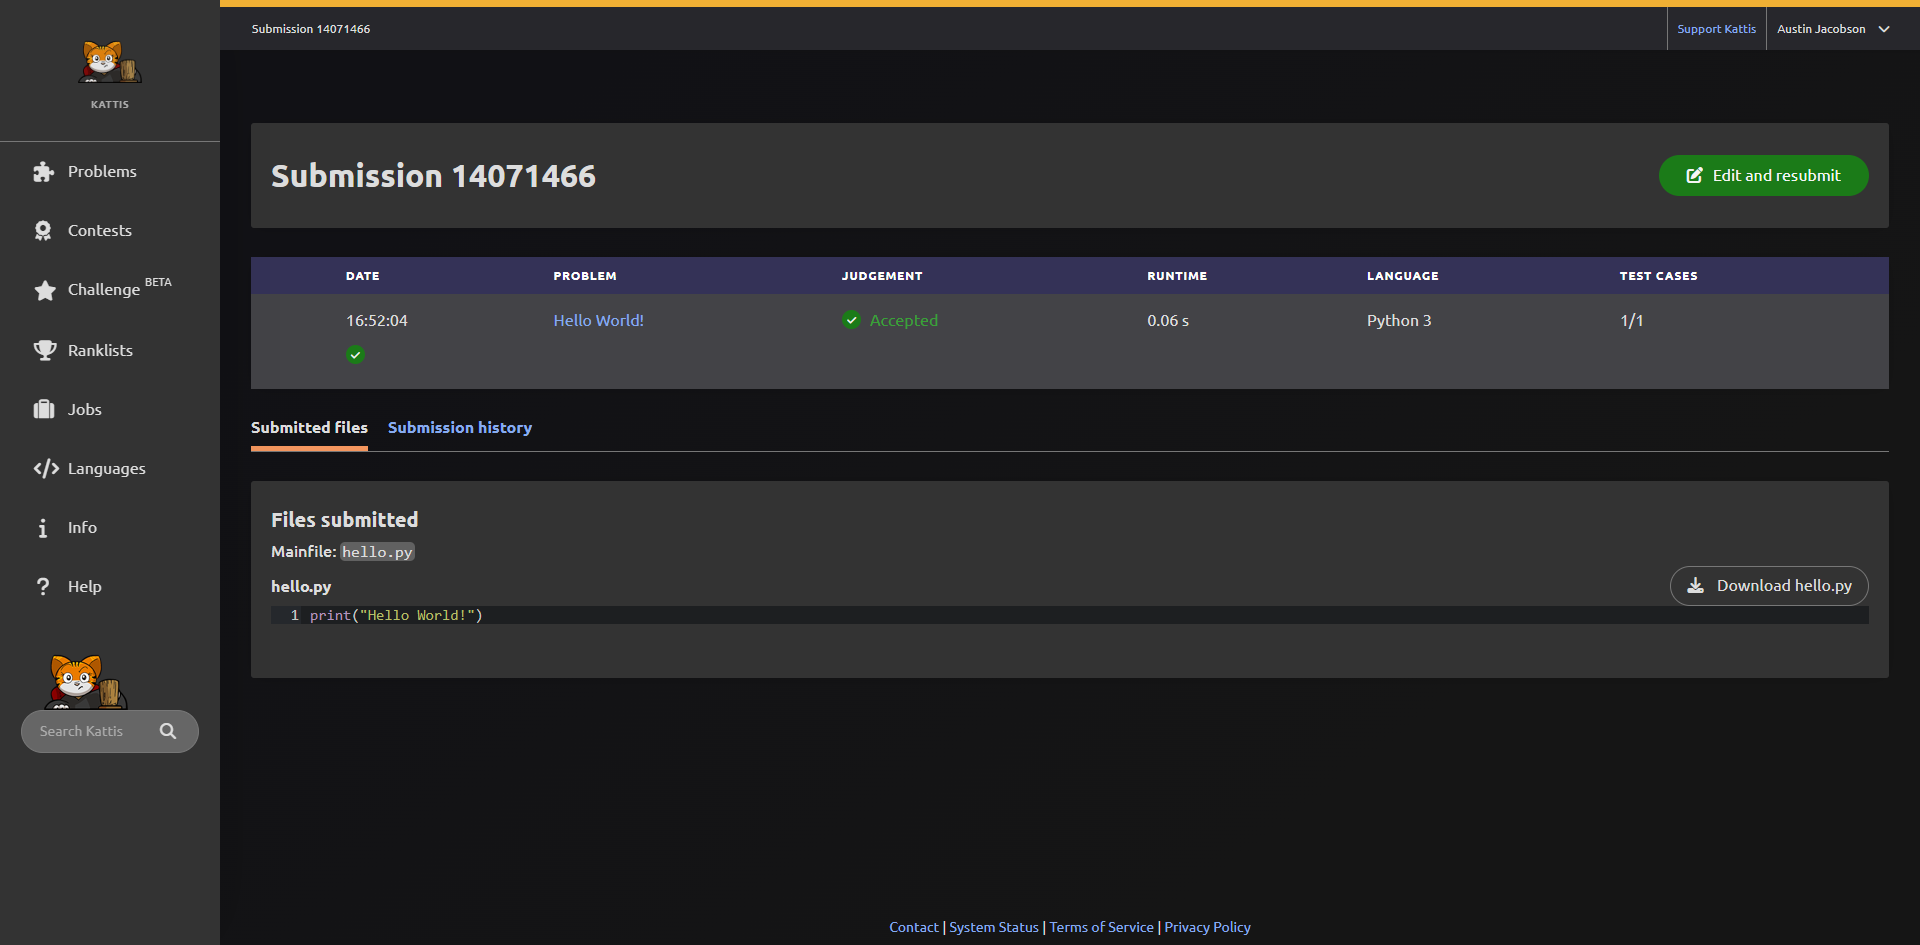 Submission 14071466
Support Kattis
Austin Jacobson
KATTIS
Problems
Contests
Challenge BETA
Ranklists
Jobs
Languages
Info
Help
Search Kattis
Submission 14071466
Edit and resubmit
DATE PROBLEM JUDGEMENT RUNTIME LANGUAGE TEST CASES
16:52:04 Hello World! Accepted 0.06 s Python 3 1/1
Submitted files Submission history
Files submitted
Mainfile: hello.py
hello.py
Download hello.py
1 print("Hello World!")
Contact | System Status | Terms of Service | Privacy Policy